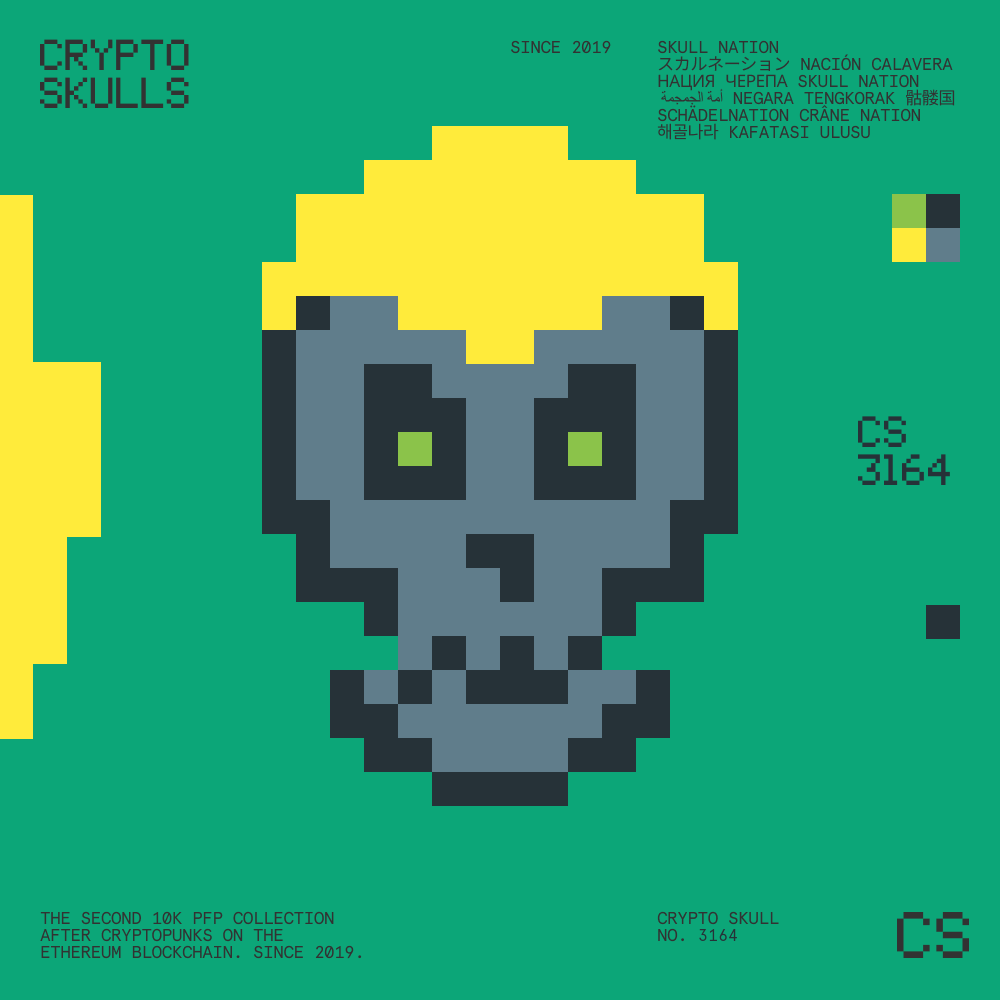 CRYPTO
SKULLS
SINCE 2019
SKULL NATION
スカルネーション NACIÓN CALAVERA
НАЦИЯ ЧЕРЕПА SKULL NATION
أمة الجمجمة NEGARA TENGKORAK 骷髅国
SCHÄDELNATION CRÂNE NATION
해골나라 KAFATASI ULUSU
CS
3164
THE SECOND 10K PFP COLLECTION
AFTER CRYPTOPUNKS ON THE
ETHEREUM BLOCKCHAIN. SINCE 2019.
CRYPTO SKULL
NO. 3164
CS